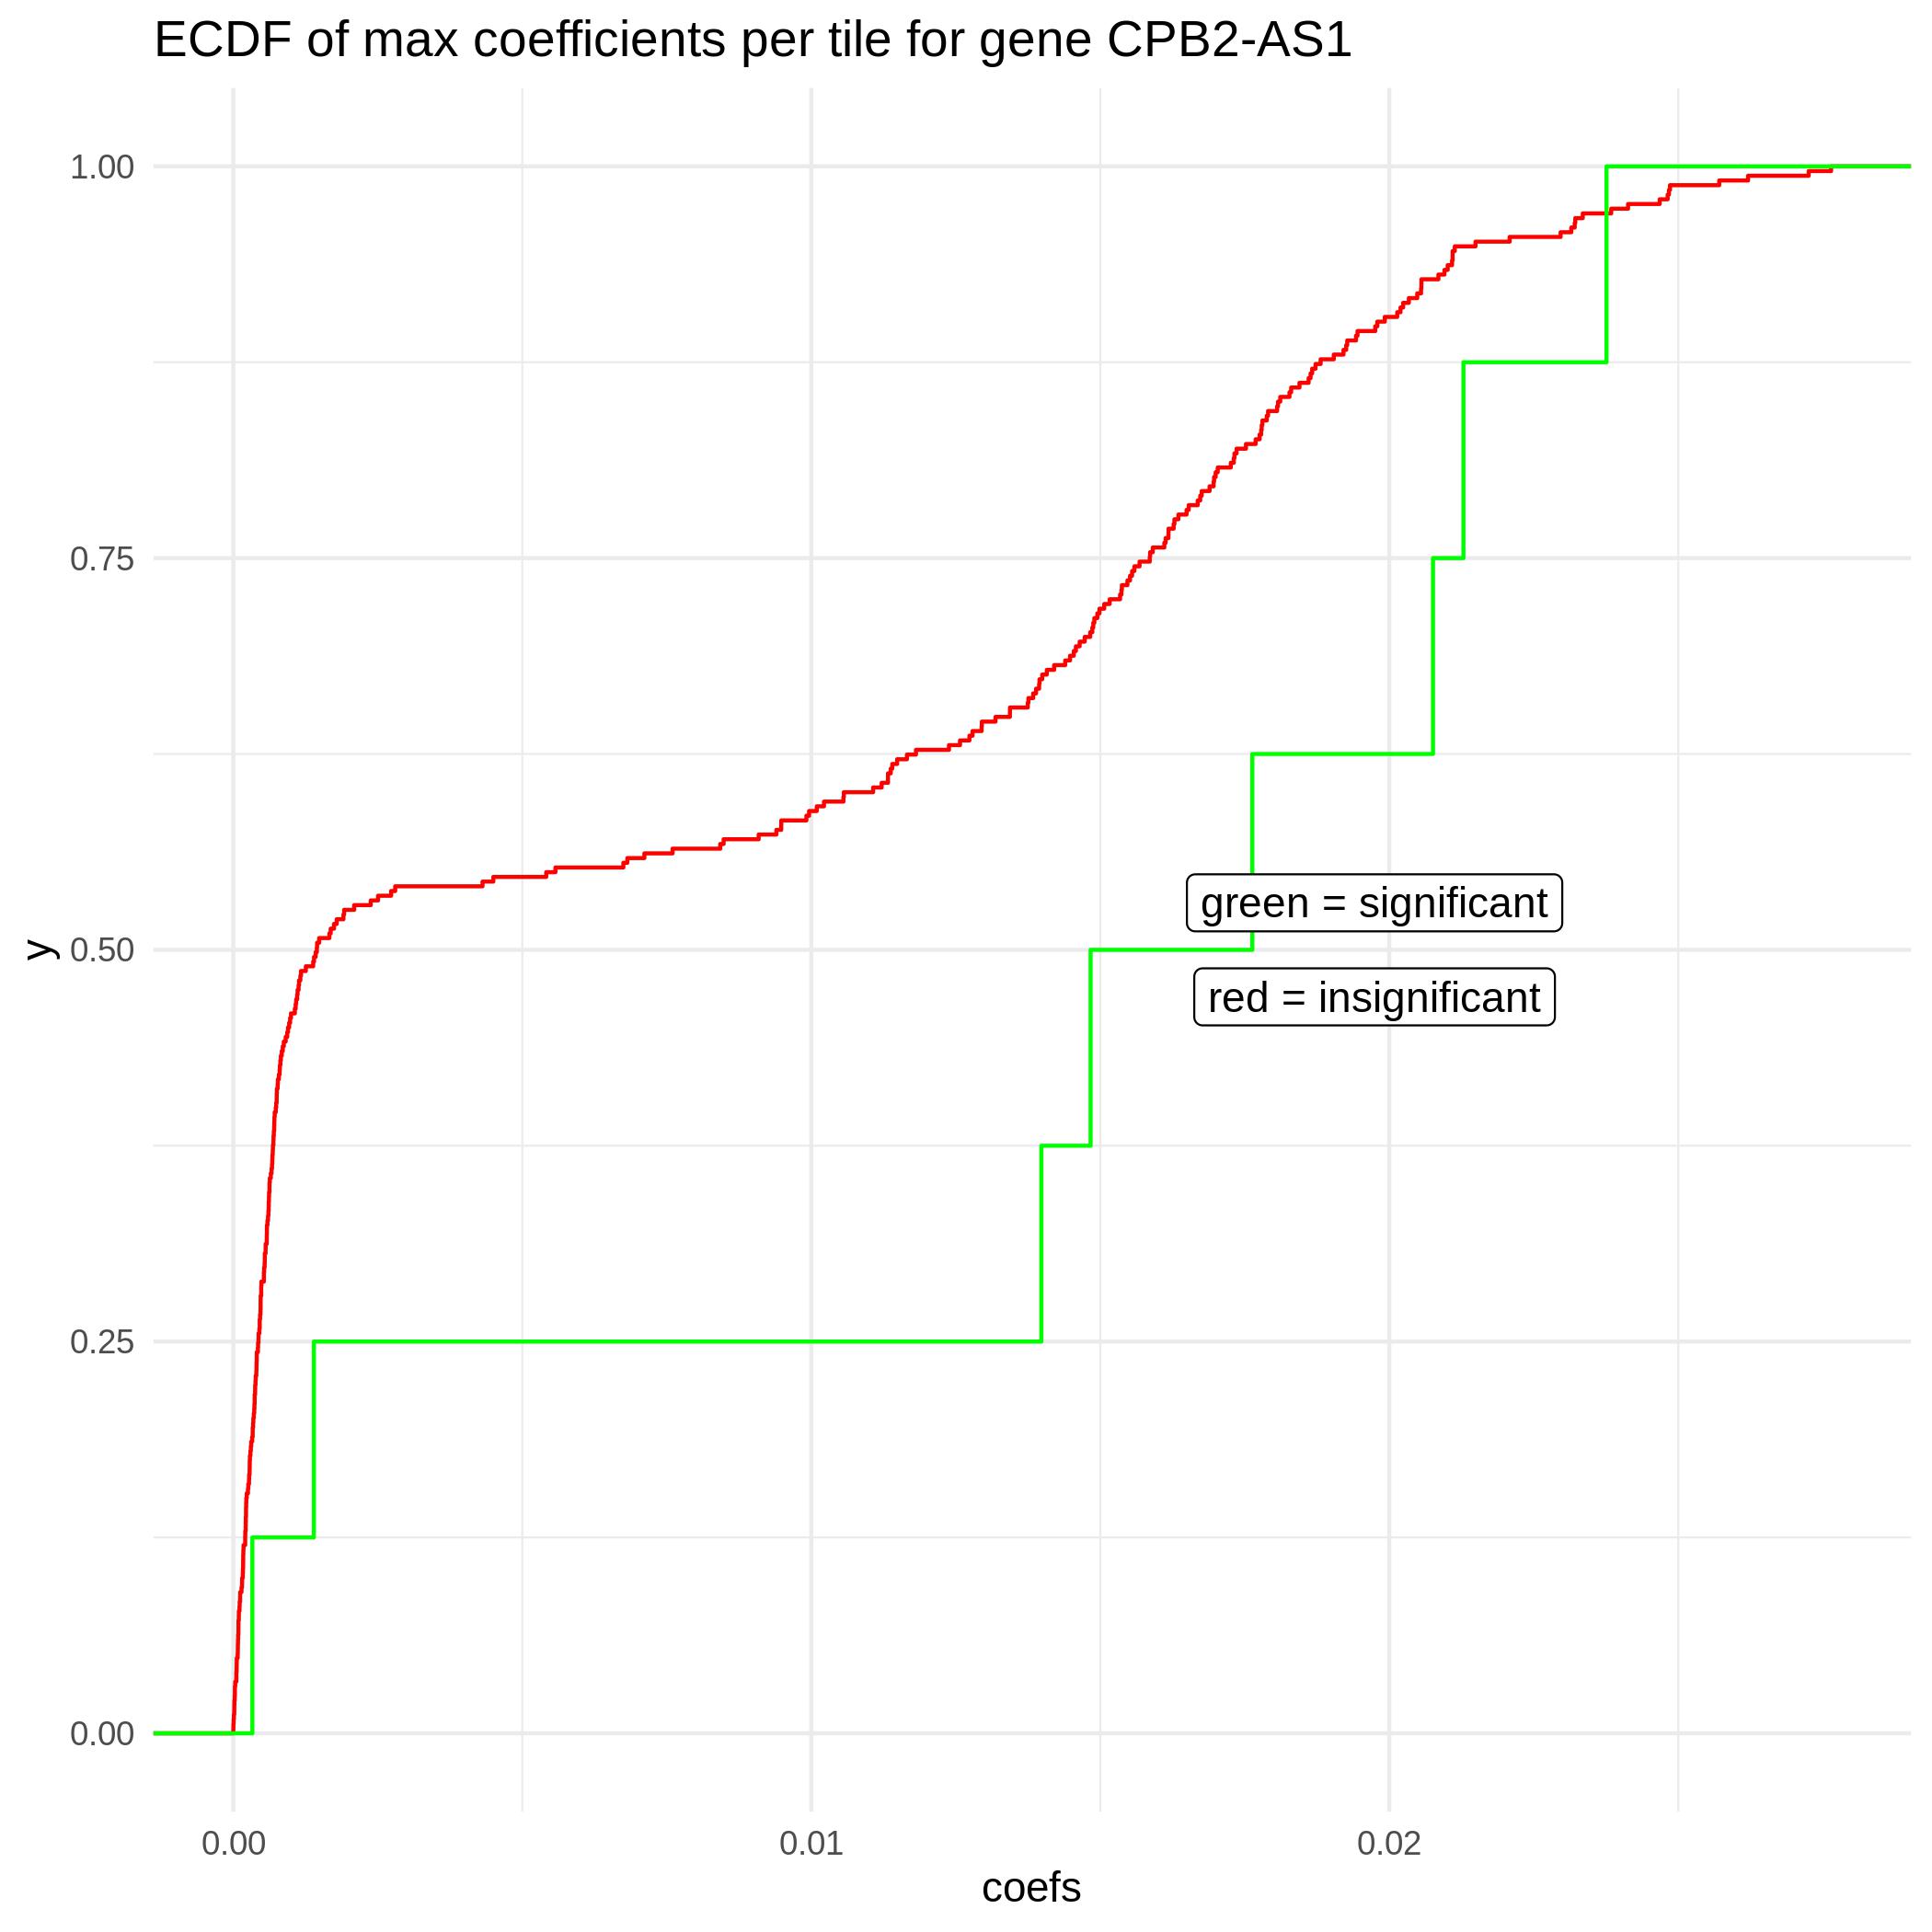 ECDF of max coefficients per tile for gene CPB2-AS1
1.00
0.75
0.50
0.25
0.00
y
green = significant
red = insignificant
0.00
0.01
0.02
coefs